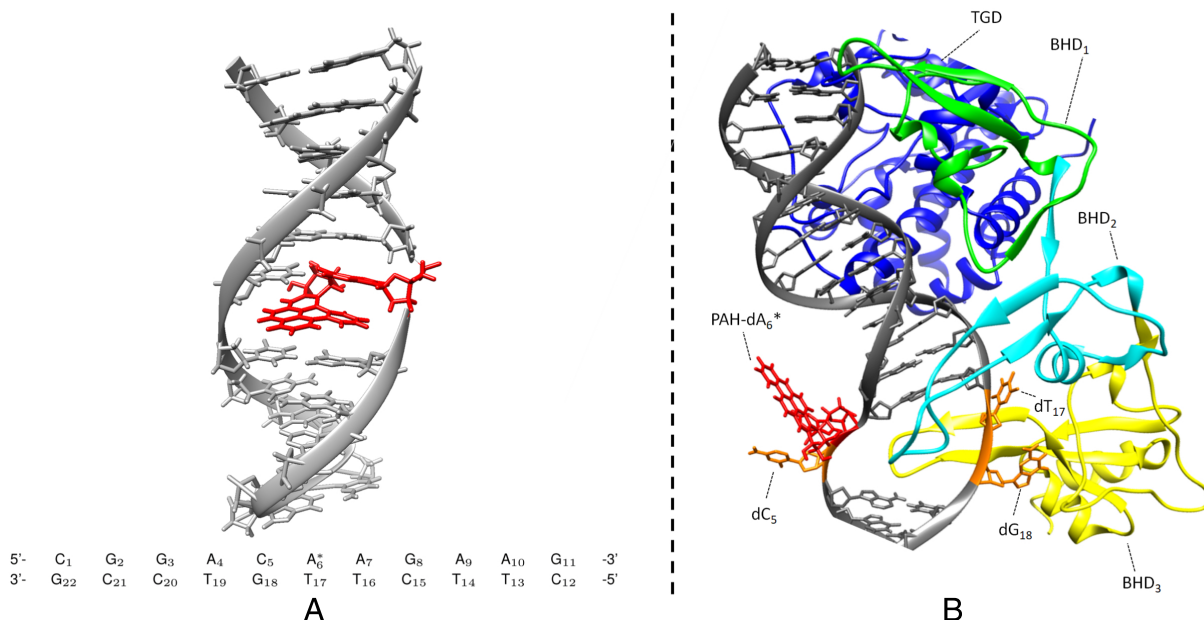 TGD
BHD₁
BHD₂
PAH-dA₆*
dT₁₇
dC₅
dG₁₈
BHD₃
5'- C₁ G₂ G₃ A₄ C₅ A₆* A₇ G₈ A₉ A₁₀ G₁₁ -3'
3'- G₂₂ C₂₁ C₂₀ T₁₉ G₁₈ T₁₇ T₁₆ C₁₅ T₁₄ T₁₃ C₁₂ -5'
A
B